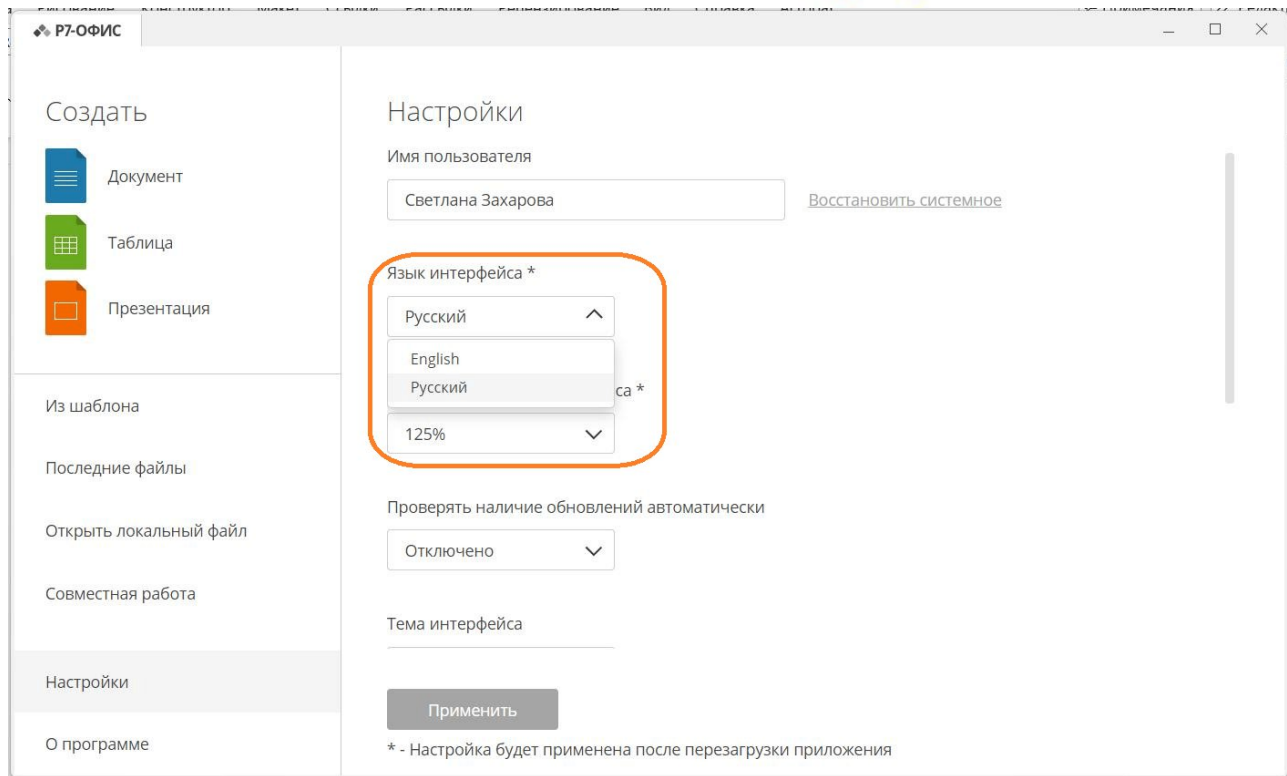 Р7-ОФИС
Создать
Документ
Таблица
Презентация
Из шаблона
Последние файлы
Открыть локальный файл
Совместная работа
Настройки
О программе
Настройки
Имя пользователя
Светлана Захарова
Восстановить системное
Язык интерфейса *
Русский
English
Русский
са *
125%
Проверять наличие обновлений автоматически
Отключено
Тема интерфейса
Применить
* - Настройка будет применена после перезагрузки приложения